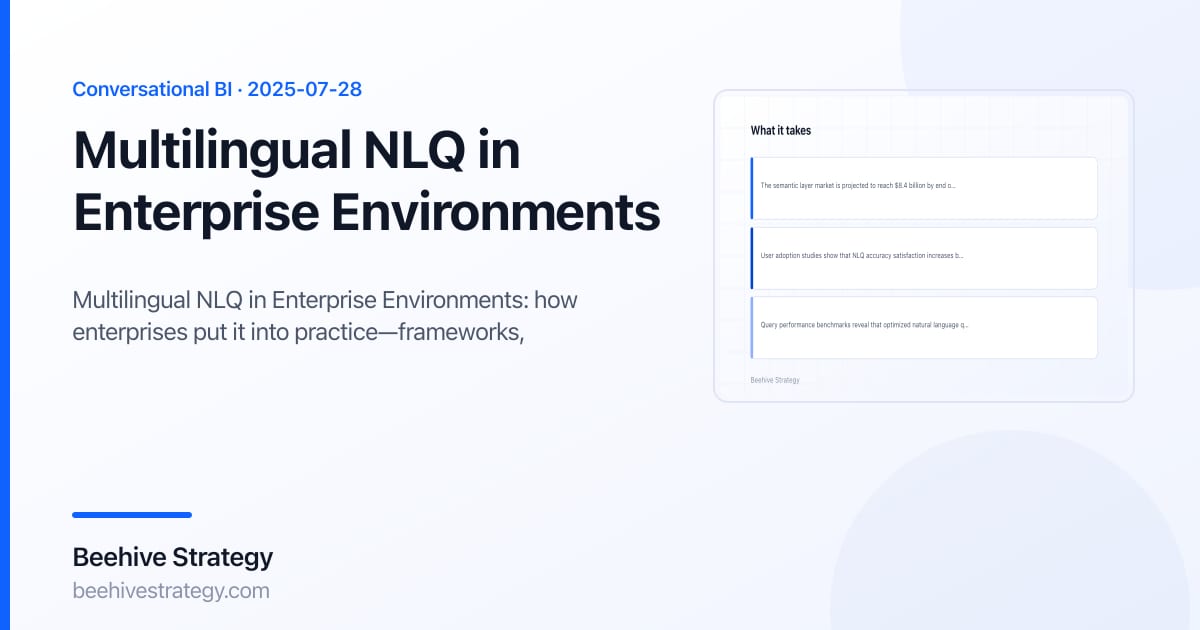 Conversational BI · 2025-07-28
Multilingual NLQ in
Enterprise Environments
Multilingual NLQ in Enterprise Environments: how
enterprises put it into practice—frameworks,
Beehive Strategy
beehivestrategy.com
What it takes
The semantic layer market is projected to reach $8.4 billion by end o...
User adoption studies show that NLQ accuracy satisfaction increases b...
Query performance benchmarks reveal that optimized natural language q...
Beehive Strategy